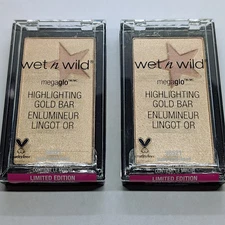 wet n wild
megaglo
HIGHLIGHTING
GOLD BAR
ENLUMINEUR
LINGOT OR
LIMITED EDITION
wet n wild
megaglo
HIGHLIGHTING
GOLD BAR
ENLUMINEUR
LINGOT OR
LIMITED EDITION